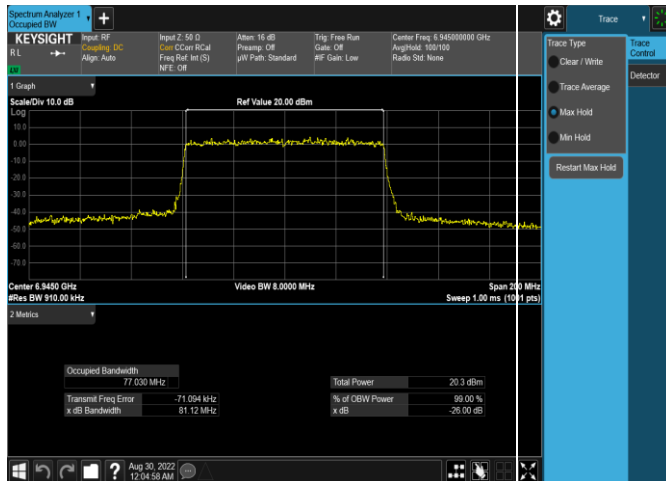 Spectrum Analyzer 1
Occupied BW
+
Trace
KEYSIGHT
R L
LXI
Input: RF
Coupling: DC
Align: Auto
Input Z: 50 Ω
Corr CCorr RCal
Freq Ref: Int (S)
NFE: Off
Atten: 16 dB
Preamp: Off
µW Path: Standard
Trig: Free Run
Gate: Off
#IF Gain: Low
Center Freq: 6.945000000 GHz
Avg|Hold: 100/100
Radio Std: None
Trace Type
Clear / Write
Trace Average
Max Hold
Min Hold
Restart Max Hold
Trace
Control
Detector
1 Graph
Scale/Div 10.0 dB
Ref Value 20.00 dBm
Log
10.0
0.00
-10.0
-20.0
-30.0
-40.0
-50.0
-60.0
-70.0
Center 6.9450 GHz
Video BW 8.0000 MHz
Span 200 MHz
#Res BW 910.00 kHz
Sweep 1.00 ms (1001 pts)
2 Metrics
Occupied Bandwidth
77.030 MHz
Total Power 20.3 dBm
Transmit Freq Error -71.094 kHz
% of OBW Power 99.00 %
x dB Bandwidth 81.12 MHz
x dB -26.00 dB
?
Aug 30, 2022
12:04:58 AM